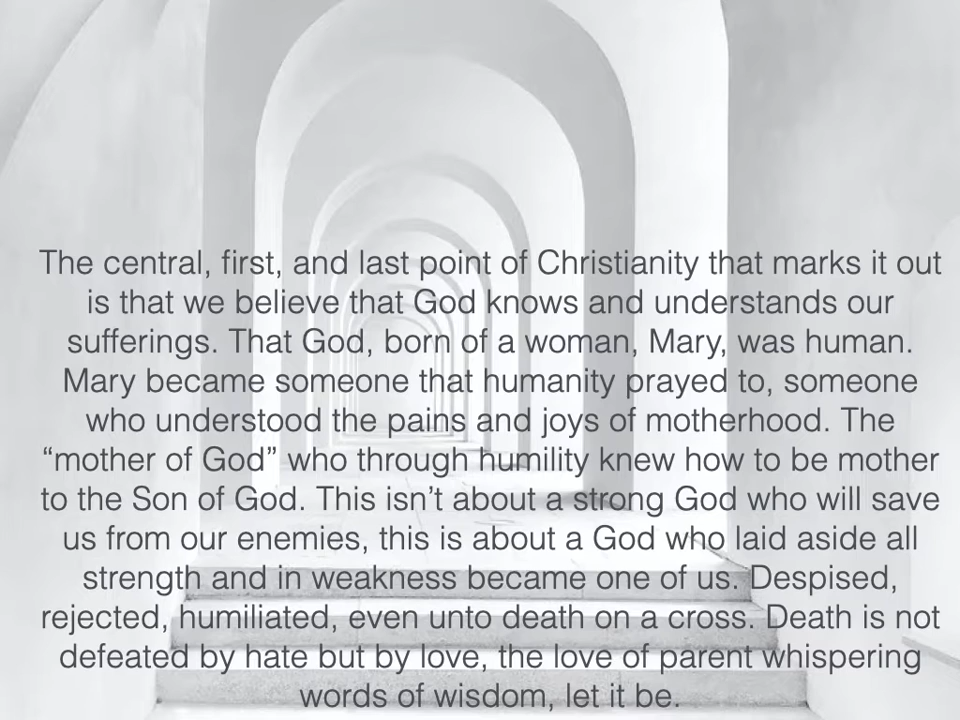 The central, first, and last point of Christianity that marks it out
is that we believe that God knows and understands our
sufferings. That God, born of a woman, Mary, was human.
Mary became someone that humanity prayed to, someone
who understood the pains and joys of motherhood. The
“mother of God” who through humility knew how to be mother
to the Son of God. This isn’t about a strong God who will save
us from our enemies, this is about a God who laid aside all
strength and in weakness became one of us. Despised,
rejected, humiliated, even unto death on a cross. Death is not
defeated by hate but by love, the love of parent whispering
words of wisdom, let it be.